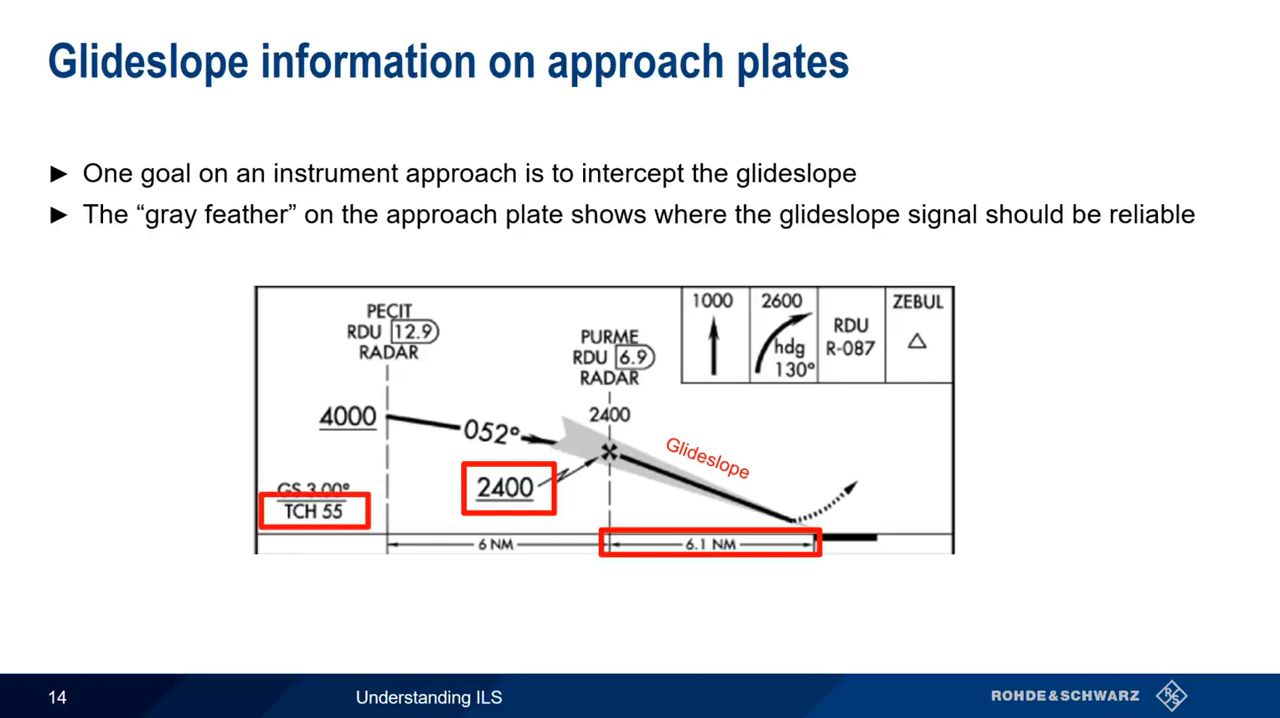 Glideslope information on approach plates
► One goal on an instrument approach is to intercept the glideslope
► The “gray feather” on the approach plate shows where the glideslope signal should be reliable
PECIT
RDU 12.9
RADAR
PURME
RDU 6.9
RADAR
2400
1000
2600
hdg
130°
RDU
R-087
ZEBUL
4000
052°
Glideslope
2400
GS 3.00°
TCH 55
6 NM
6.1 NM
14
Understanding ILS
ROHDE & SCHWARZ
R S